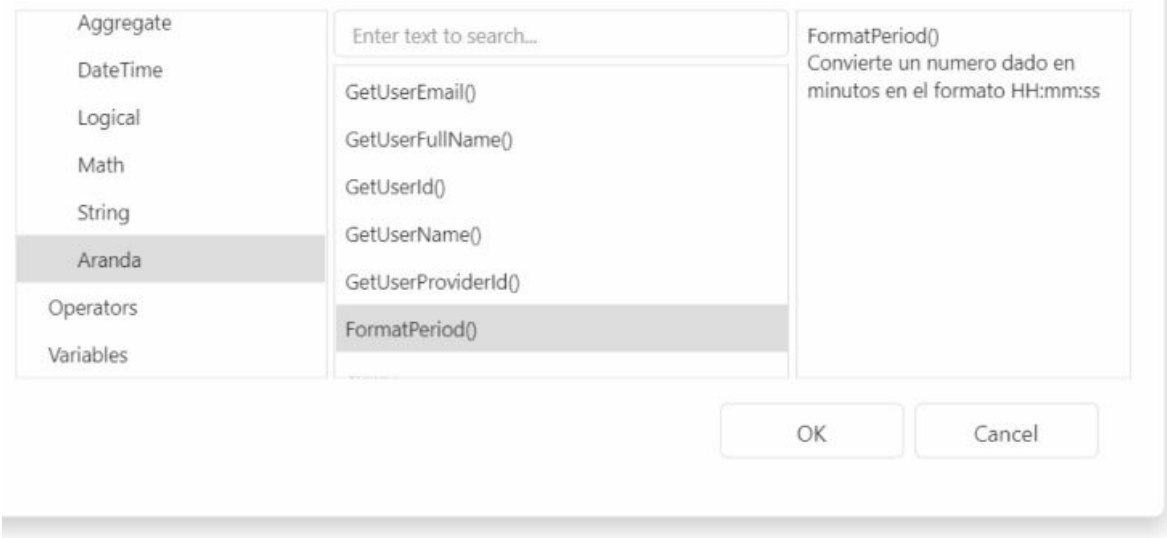 Aggregate
DateTime
Logical
Math
String
Aranda
Operators
Variables
Enter text to search...
GetUserEmail()
GetUserFullName()
GetUserId()
GetUserName()
GetUserProviderId()
FormatPeriod()
FormatPeriod()
Convierte un numero dado en
minutos en el formato HH:mm:ss
OK
Cancel